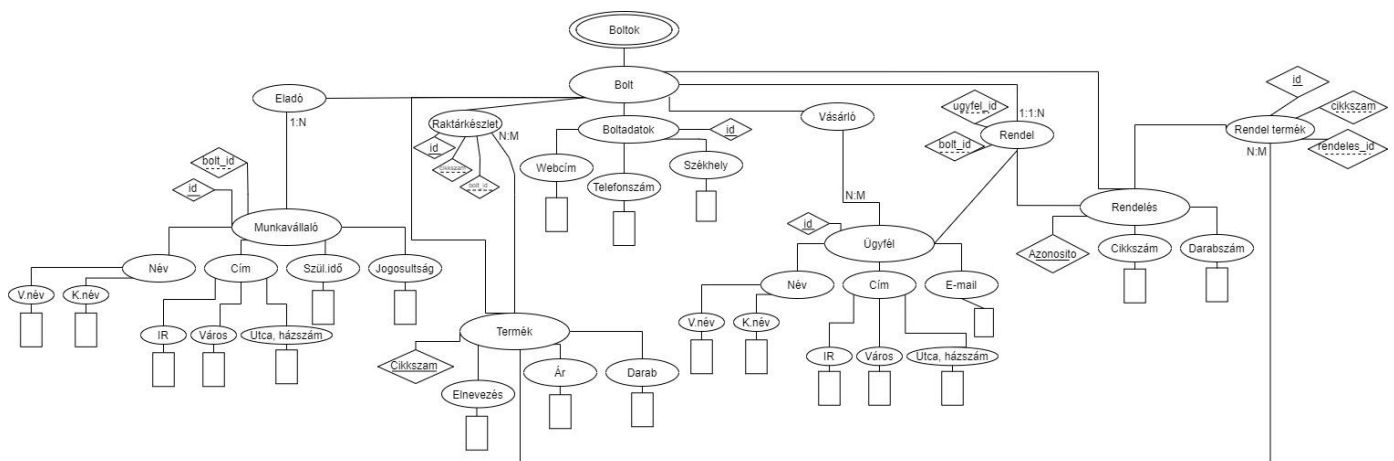 Boltok
Bolt
Eladó
1:N
Raktárkészlet
N:M
id
cikkszam
bolt_id
Boltadatok
id
Webcím
Telefonszám
Székhely
Vásárló
N:M
ugyfel_id
1:1:N
bolt_id
Rendel
id
cikkszam
Rendel termék
rendeles_id
N:M
bolt_id
id
Munkavállaló
Név
Cím
Szül.idő
Jogosultság
V.név
K.név
IR
Város
Utca, házszám
id
Ügyfél
Név
Cím
E-mail
V.név
K.név
IR
Város
Utca, házszám
Rendelés
Azonosito
Cikkszám
Darabszám
Termék
Cikkszam
Elnevezés
Ár
Darab